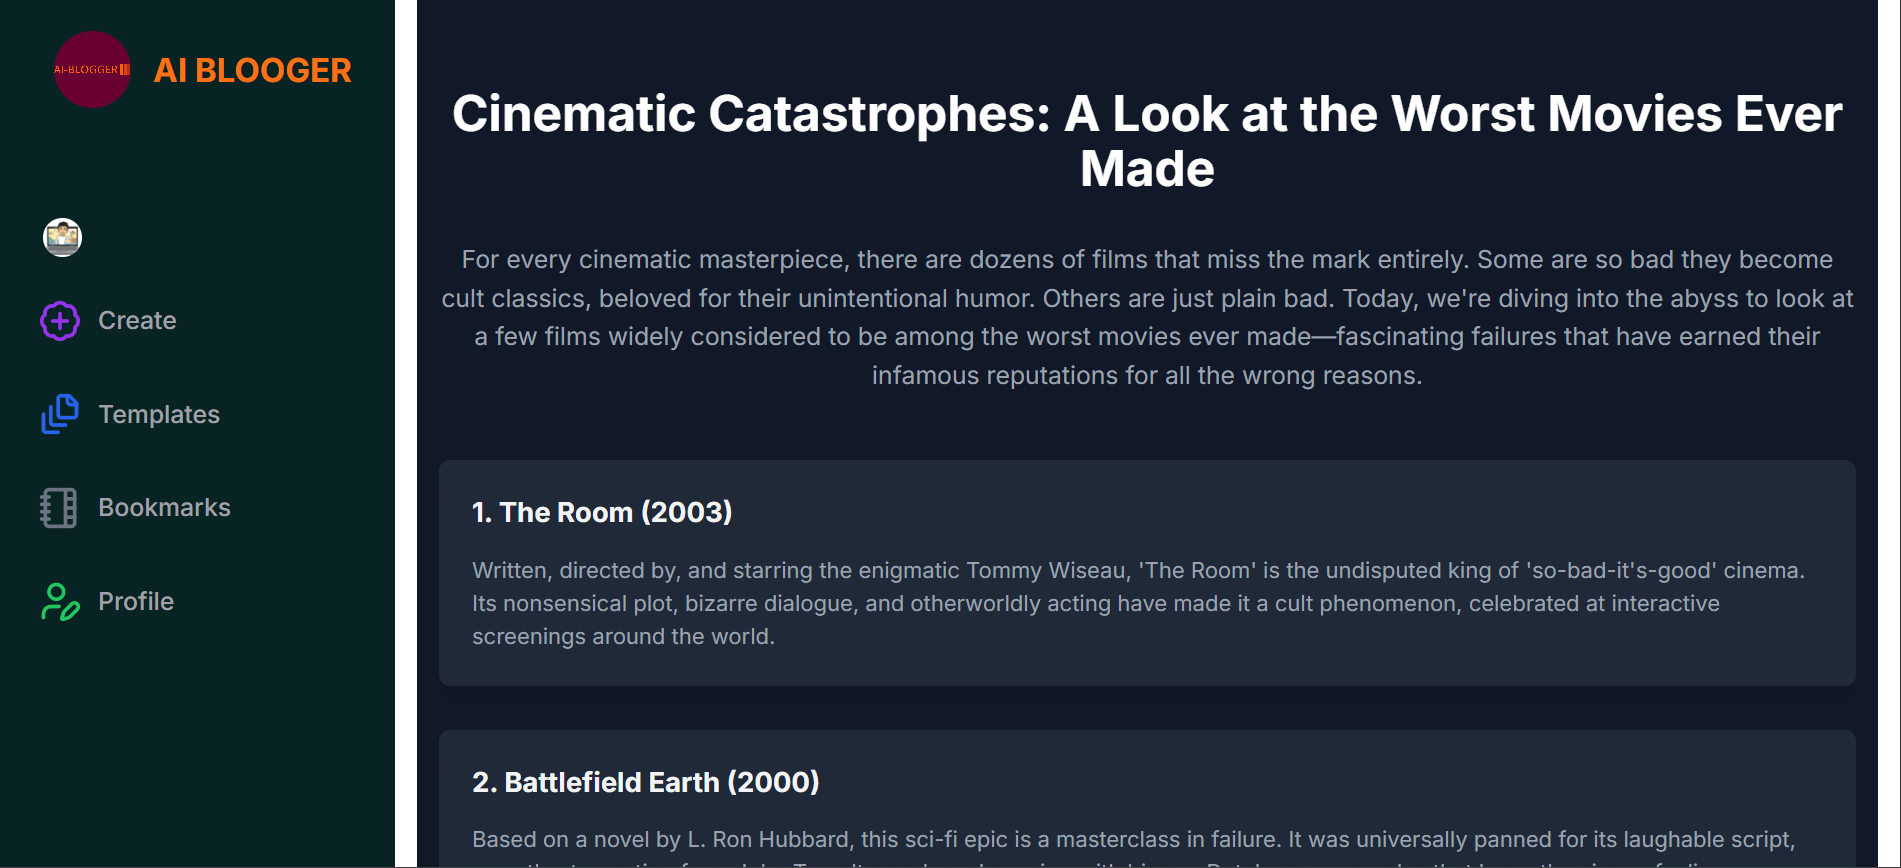 AI-BLOGGER
AI BLOOGER
Create
Templates
Bookmarks
Profile
Cinematic Catastrophes: A Look at the Worst Movies Ever
Made
For every cinematic masterpiece, there are dozens of films that miss the mark entirely. Some are so bad they become
cult classics, beloved for their unintentional humor. Others are just plain bad. Today, we're diving into the abyss to look at
a few films widely considered to be among the worst movies ever made—fascinating failures that have earned their
infamous reputations for all the wrong reasons.
1. The Room (2003)
Written, directed by, and starring the enigmatic Tommy Wiseau, 'The Room' is the undisputed king of 'so-bad-it's-good' cinema.
Its nonsensical plot, bizarre dialogue, and otherworldly acting have made it a cult phenomenon, celebrated at interactive
screenings around the world.
2. Battlefield Earth (2000)
Based on a novel by L. Ron Hubbard, this sci-fi epic is a masterclass in failure. It was universally panned for its laughable script,